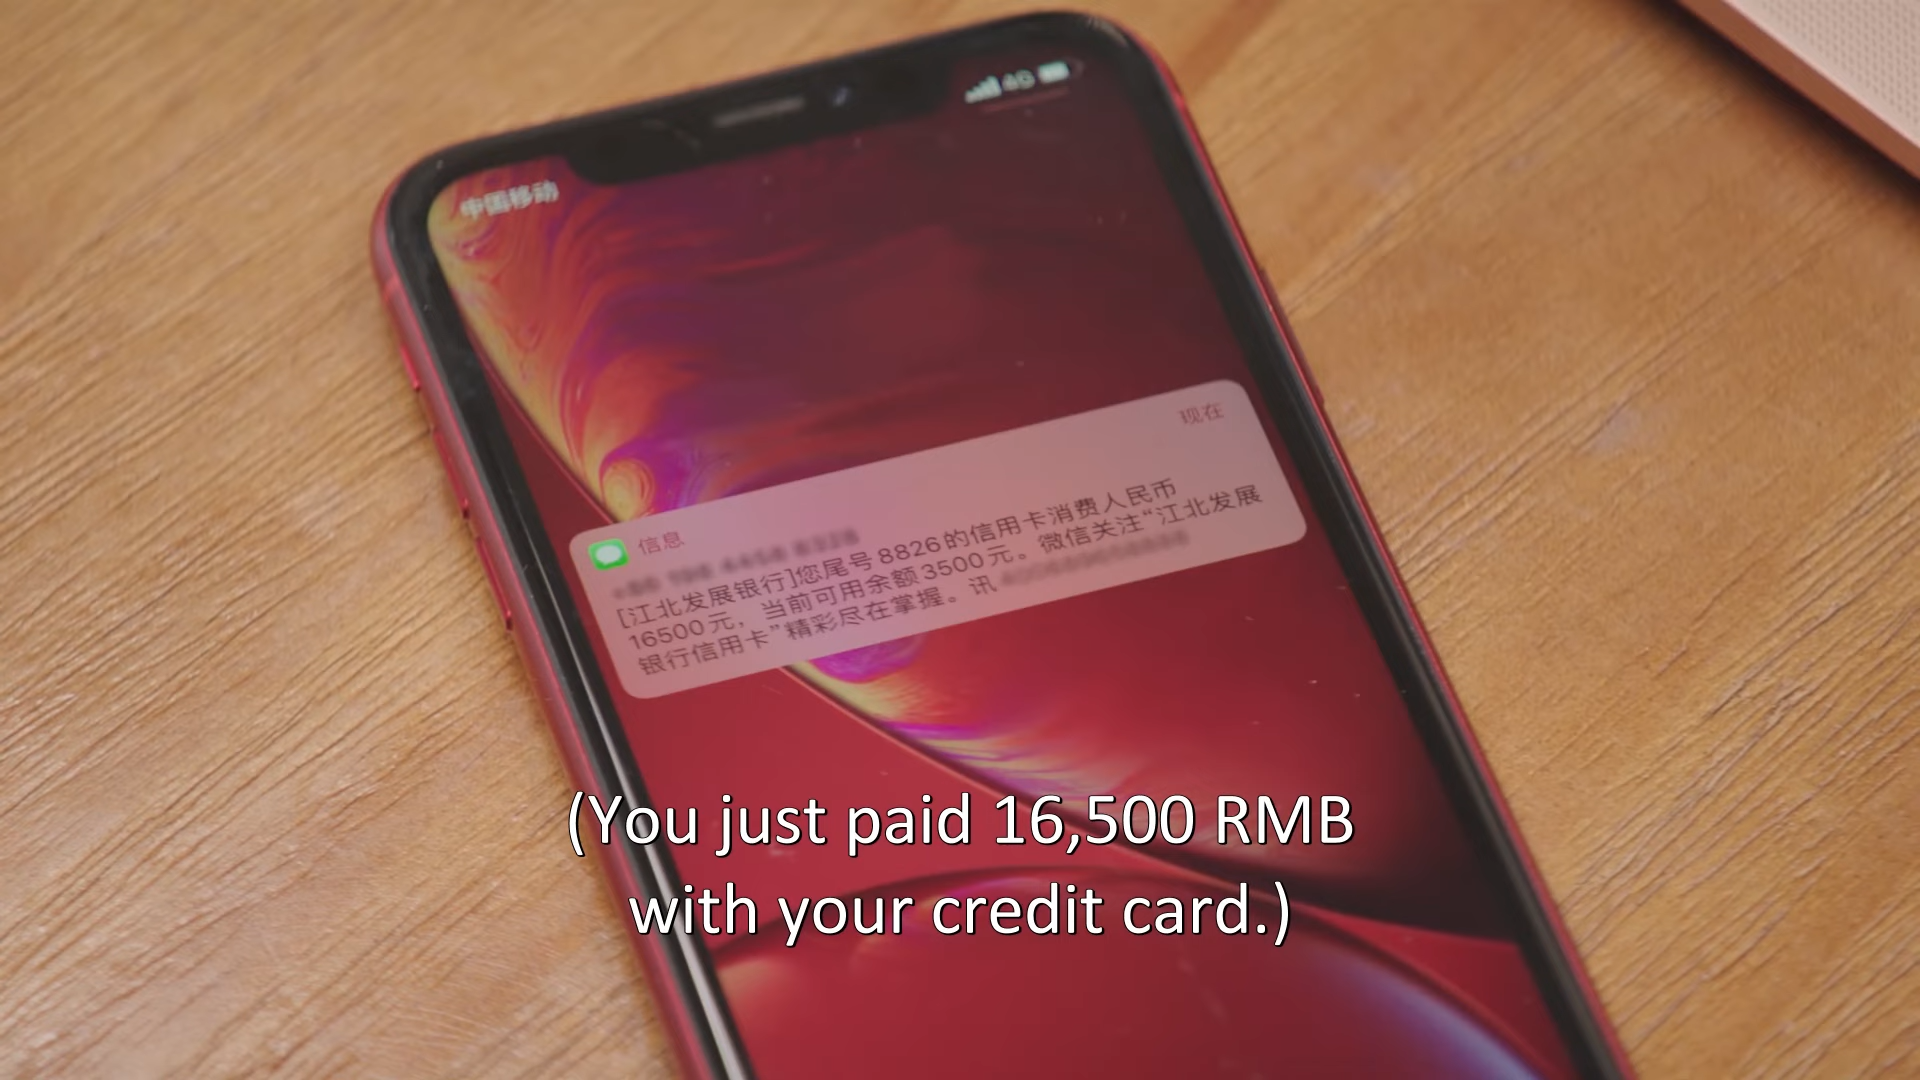 中国移动
4G
信息
现在
[江北发展银行]您尾号8826的信用卡消费人民币
16500元，当前可用余额3500元。微信关注“江北发展
银行信用卡”精彩尽在掌握。讯
(You just paid 16,500 RMB
with your credit card.)